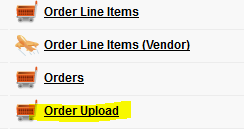 Order Line Items
Order Line Items (Vendor)
Orders
Order Upload